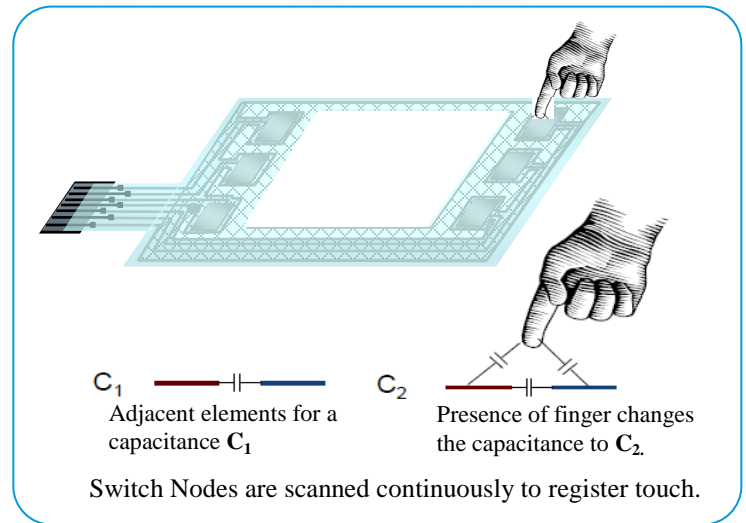 C1
Adjacent elements for a
capacitance C1
C2
Presence of finger changes
the capacitance to C2.
Switch Nodes are scanned continuously to register touch.